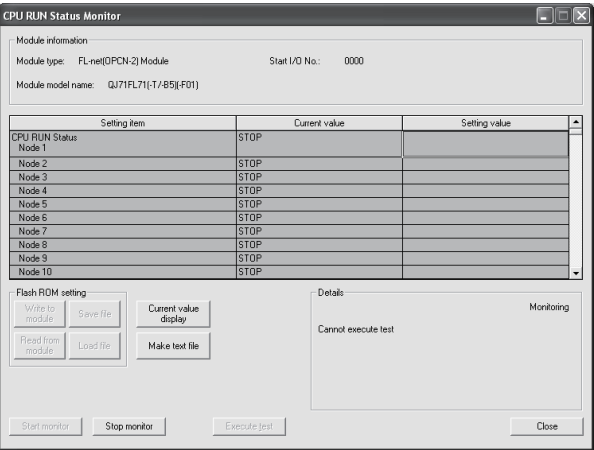 CPU RUN Status Monitor
Module information
Module type: FL-net(OPCN-2) Module Start I/O No.: 0000
Module model name: QJ71FL71(-T/-B5)(-F01)
Setting item Current value Setting value
CPU RUN Status STOP
Node 1
Node 2 STOP
Node 3 STOP
Node 4 STOP
Node 5 STOP
Node 6 STOP
Node 7 STOP
Node 8 STOP
Node 9 STOP
Node 10 STOP
Flash ROM setting
Write to
module
Save file
Current value
display
Read from
module
Load file
Make text file
Details
Monitoring
Cannot execute test
Start monitor Stop monitor Execute test Close